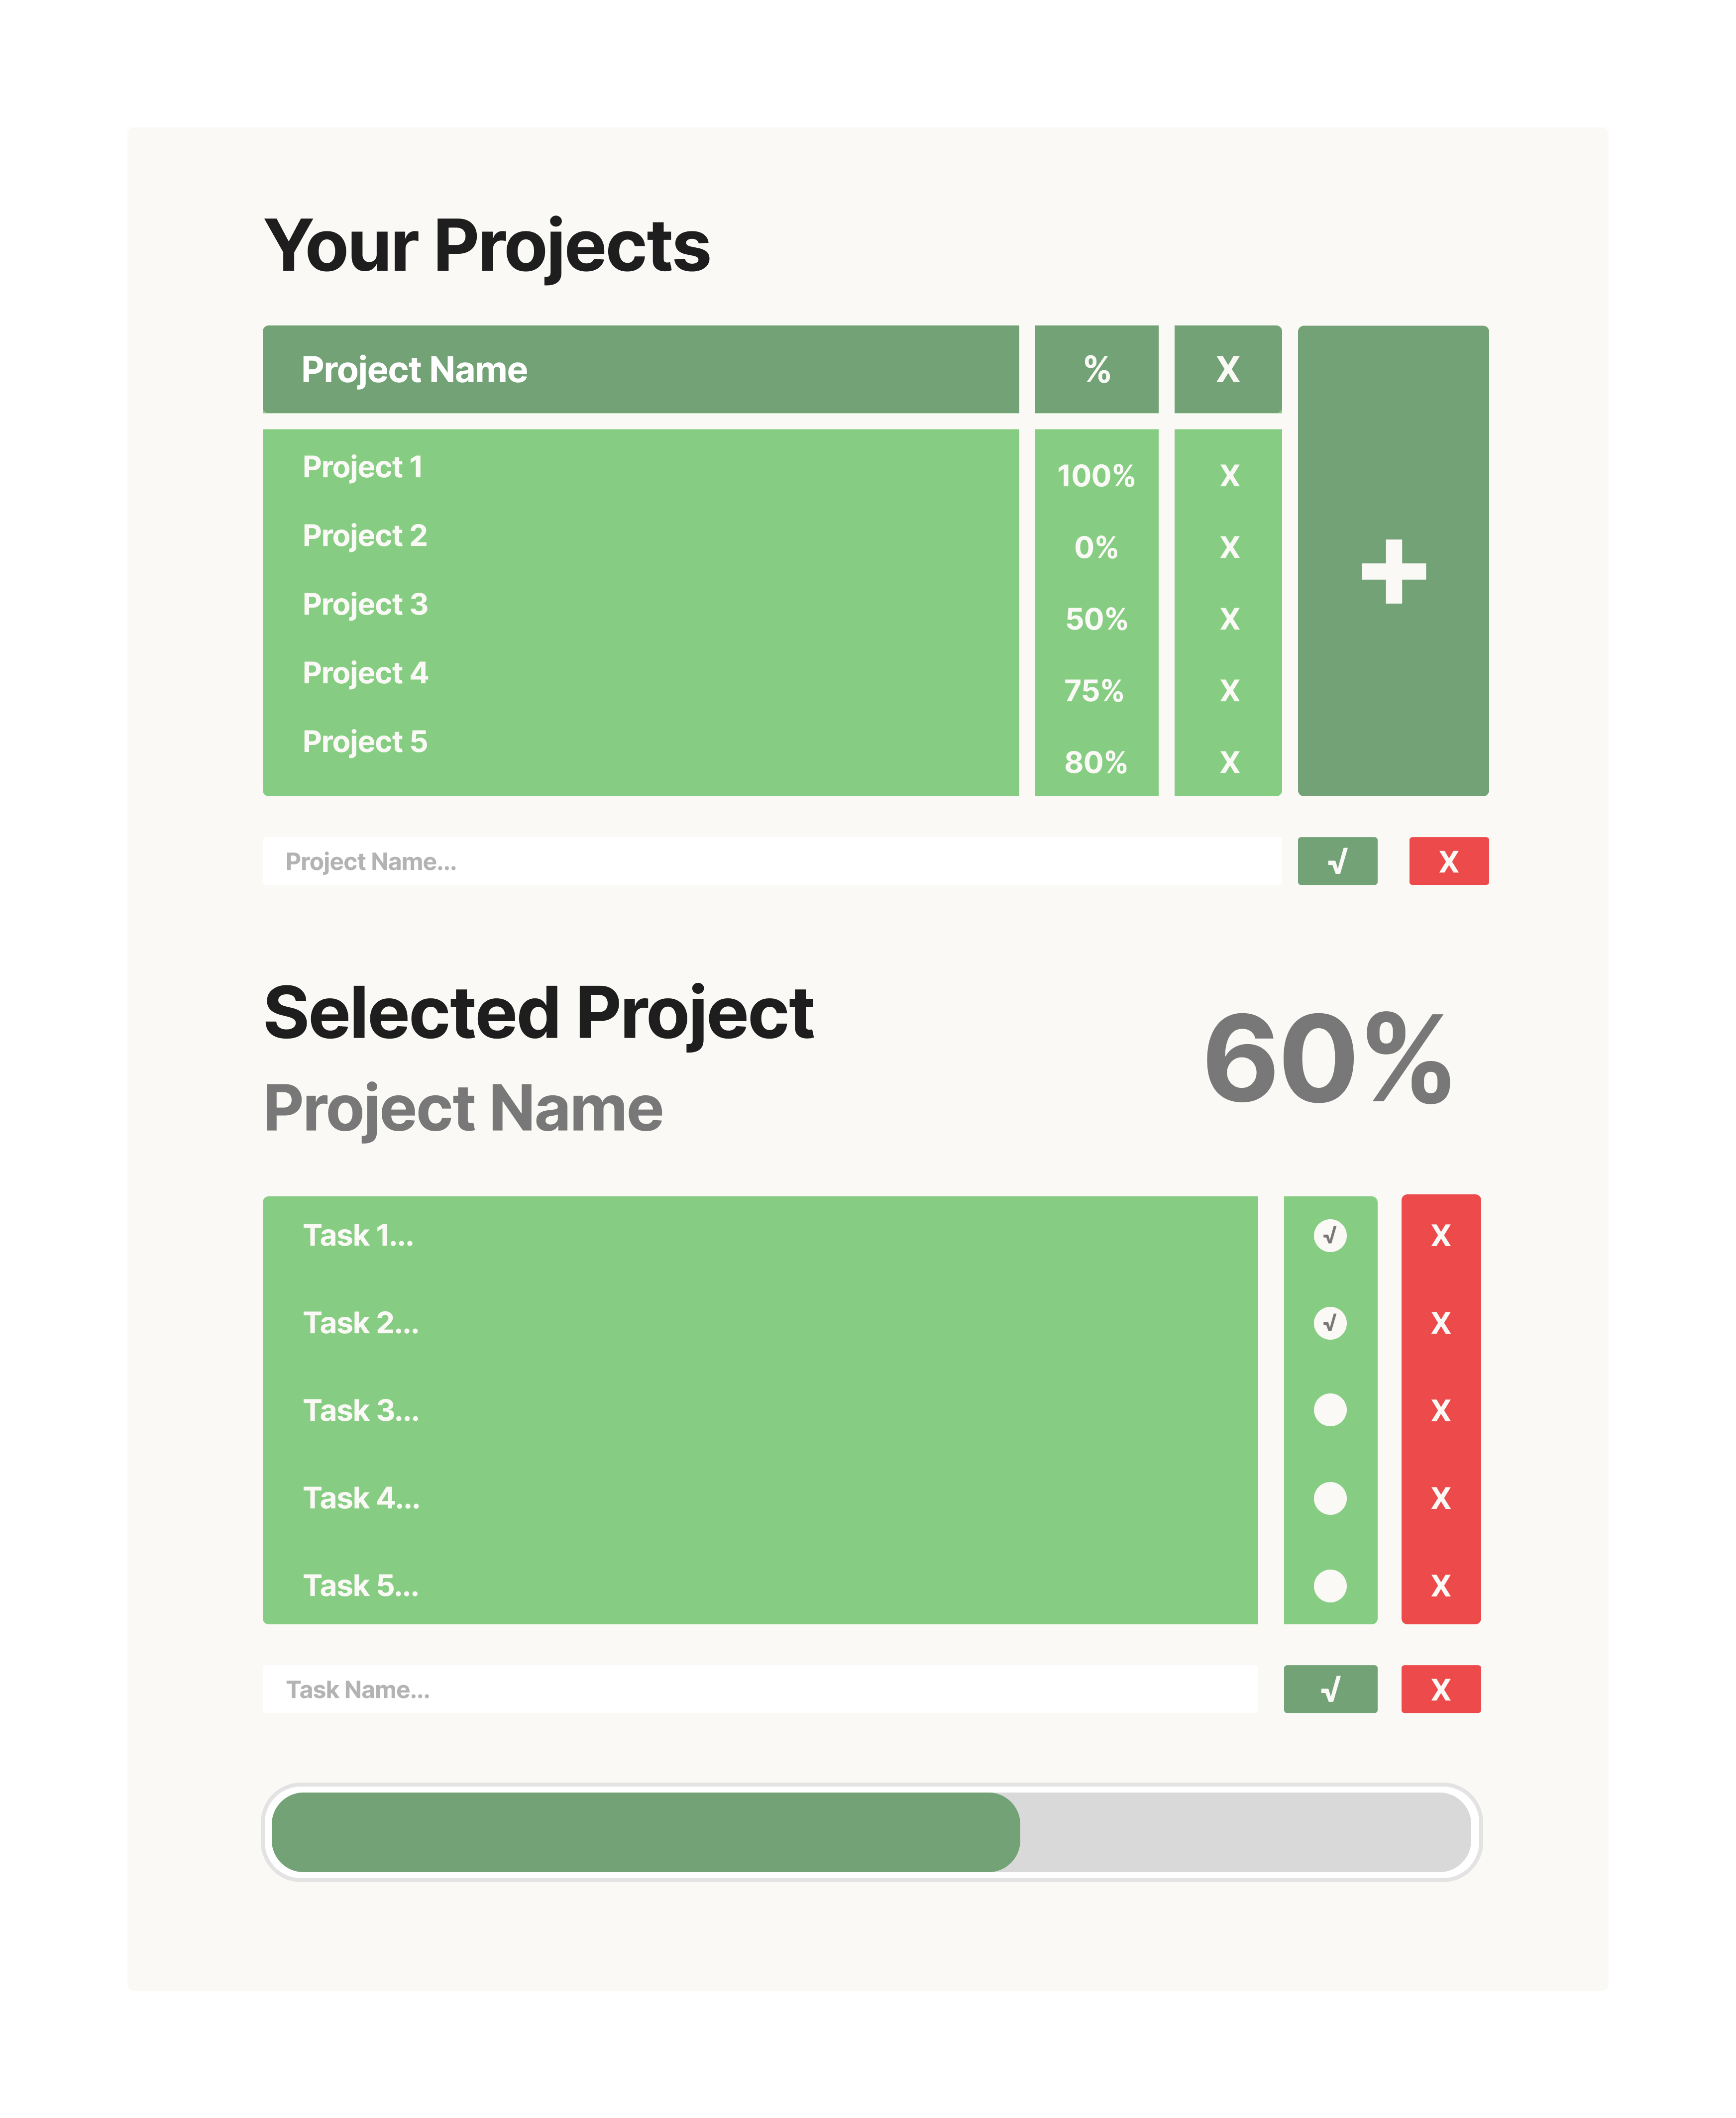 Your Projects
Project Name % X
Project 1 100% X
Project 2 0% X
Project 3 50% X
Project 4 75% X
Project 5 80% X
+
Project Name... √ X
Selected Project
60%
Project Name
Task 1... √ X
Task 2... √ X
Task 3... X
Task 4... X
Task 5... X
Task Name... √ X